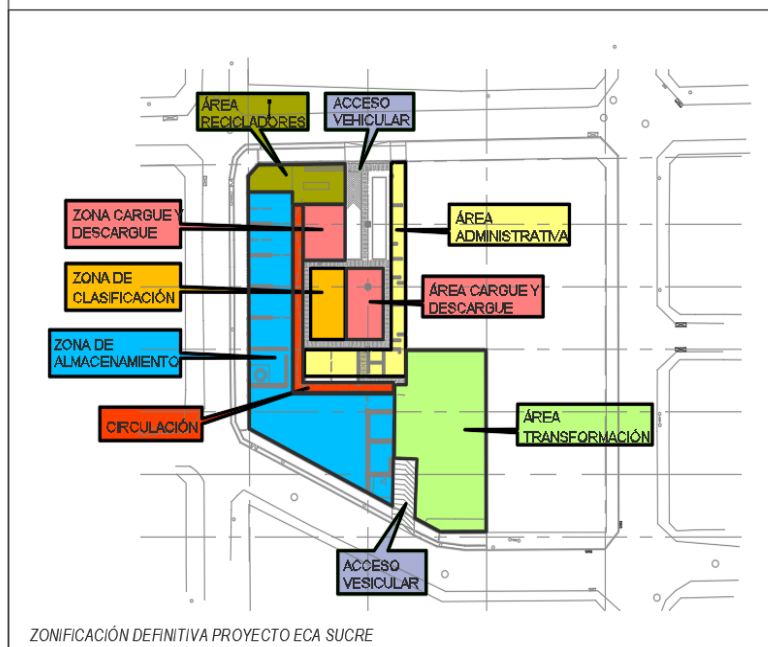 ÁREA
RECICLADORES
ACCESO
VEHICULAR
ZONA CARGUE Y
DESCARGUE
ÁREA
ADMINISTRATIVA
ZONA DE
CLASIFICACIÓN
ÁREA CARGUE Y
DESCARGUE
ZONA DE
ALMACENAMIENTO
CIRCULACIÓN
ÁREA
TRANSFORMACIÓN
ACCESO
VESICULAR
ZONIFICACIÓN DEFINITIVA PROYECTO ECA SUCRE